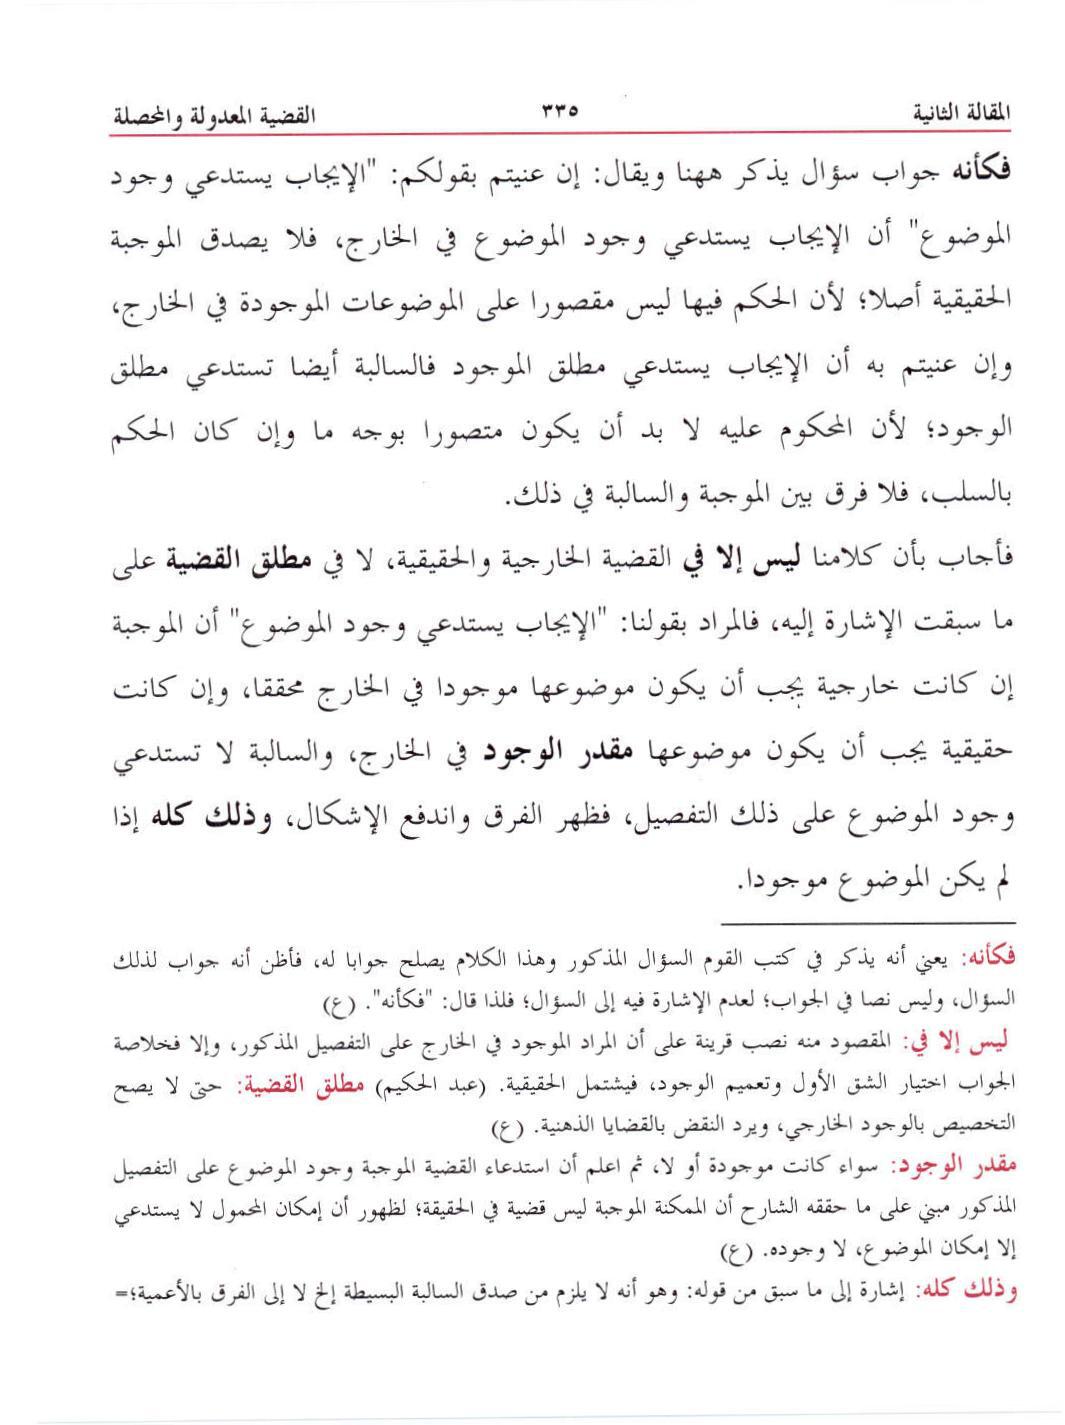 المقالة الثانية ٣٣٥ القضية المعدولة والمحصلة
فكأنه جواب سؤال يذكر ههنا ويقال: إن عنيتم بقولكم: "الإيجاب يستدعي وجود
الموضوع" أن الإيجاب يستدعي وجود الموضوع في الخارج، فلا يصدق الموجبة
الحقيقية أصلا؛ لأن الحكم فيها ليس مقصورا على الموضوعات الموجودة في الخارج،
وإن عنيتم به أن الإيجاب يستدعي مطلق الموجود فالسالبة أيضا تستدعي مطلق
الوجود؛ لأن المحكوم عليه لا بد أن يكون متصورا بوجه ما وإن كان الحكم
بالسلب، فلا فرق بين الموجبة والسالبة في ذلك.
فأجاب بأن كلامنا ليس إلا في القضية الخارجية والحقيقية، لا في مطلق القضية على
ما سبقت الإشارة إليه، فالمراد بقولنا: "الإيجاب يستدعي وجود الموضوع" أن الموجبة
إن كانت خارجية يجب أن يكون موضوعها موجودا في الخارج محققا، وإن كانت
حقيقية يجب أن يكون موضوعها مقدر الوجود في الخارج، والسالبة لا تستدعي
وجود الموضوع على ذلك التفصيل، فظهر الفرق واندفع الإشكال، وذلك كله إذا
لم يكن الموضوع موجودا.
فكأنه: يعني أنه يذكر في كتب القوم السؤال المذكور وهذا الكلام يصلح جوابا له، فأظن أنه جواب لذلك
السؤال، وليس نصا في الجواب؛ لعدم الإشارة فيه إلى السؤال؛ فلذا قال: "فكأنه". (ع)
ليس إلا في: المقصود منه نصب قرينة على أن المراد الموجود في الخارج على التفصيل المذكور، وإلا فخلاصة
الجواب اختيار الشق الأول وتعميم الوجود، فيشتمل الحقيقية. (عبد الحكيم) مطلق القضية: حتى لا يصح
التخصيص بالوجود الخارجي، ويرد النقض بالقضايا الذهنية. (ع)
مقدر الوجود: سواء كانت موجودة أو لا، ثم اعلم أن استدعاء القضية الموجبة وجود الموضوع على التفصيل
المذكور مبني على ما حققه الشارح أن الممكنة الموجبة ليس قضية في الحقيقة؛ لظهور أن إمكان المحمول لا يستدعي
إلا إمكان الموضوع، لا وجوده. (ع)
وذلك كله: إشارة إلى ما سبق من قوله: وهو أنه لا يلزم من صدق السالبة البسيطة إلخ لا إلى الفرق بالأعمية؛=